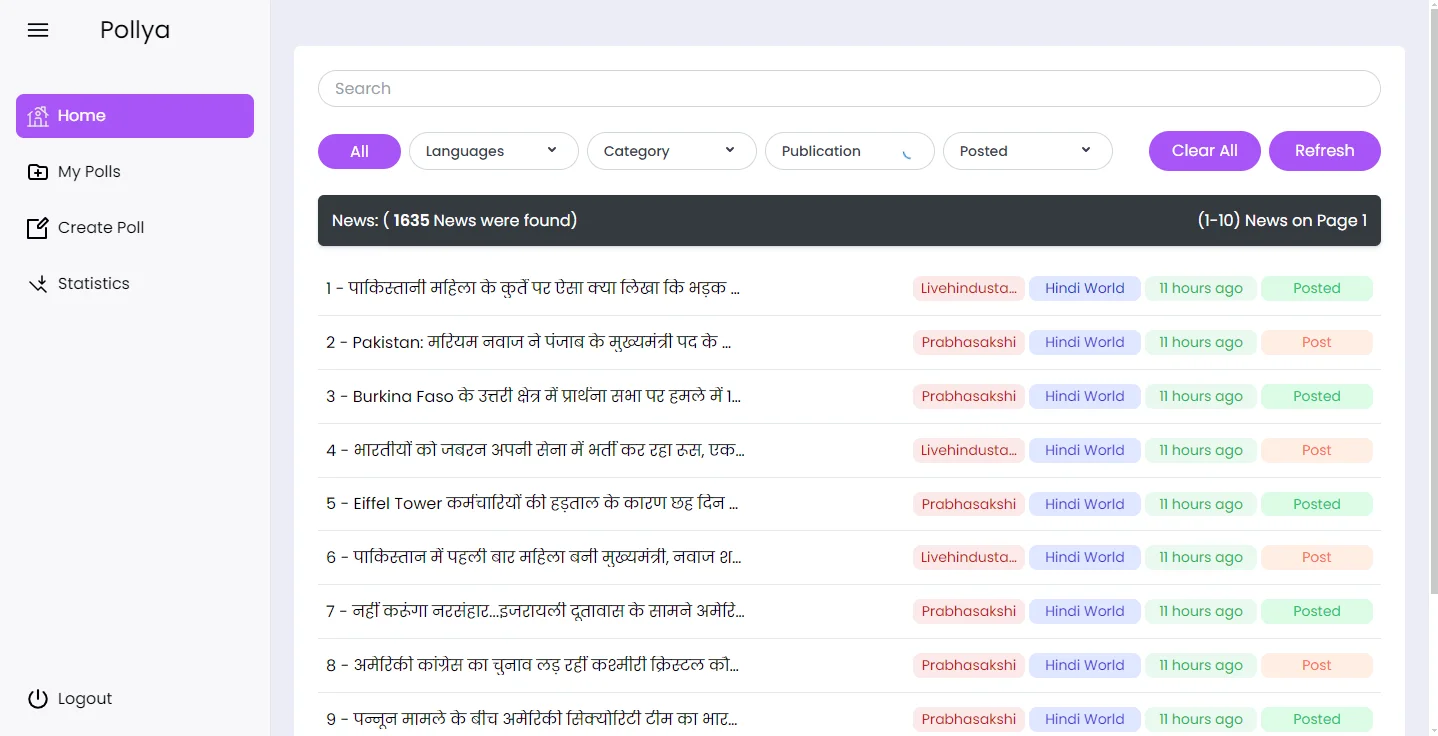 Pollya
Home
My Polls
Create Poll
Statistics
Logout
Search
All Languages Category Publication Posted Clear All Refresh
News: ( 1635 News were found) (1-10) News on Page 1
1 - पाकिस्तानी महिला के कुर्ते पर ऐसा क्या लिखा कि भड़क ... Livehindusta... Hindi World 11 hours ago Posted
2 - Pakistan: मरियम नवाज ने पंजाब के मुख्यमंत्री पद के ... Prabhasakshi Hindi World 11 hours ago Post
3 - Burkina Faso के उत्तरी क्षेत्र में प्रार्थना सभा पर हमले में 1... Prabhasakshi Hindi World 11 hours ago Posted
4 - भारतीयों को जबरन अपनी सेना में भर्ती कर रहा रूस, एक... Livehindusta... Hindi World 11 hours ago Post
5 - Eiffel Tower कर्मचारियों की हड़ताल के कारण छह दिन ... Prabhasakshi Hindi World 11 hours ago Posted
6 - पाकिस्तान में पहली बार महिला बनी मुख्यमंत्री, नवाज श... Livehindusta... Hindi World 11 hours ago Post
7 - नहीं करूंगा नरसंहार...इजरायली दूतावास के सामने अमेरि... Prabhasakshi Hindi World 11 hours ago Posted
8 - अमेरिकी कांग्रेस का चुनाव लड़ रहीं कश्मीरी क्रिस्टल कौ... Prabhasakshi Hindi World 11 hours ago Post
9 - पन्नून मामले के बीच अमेरिकी सिक्योरिटी टीम का भार... Prabhasakshi Hindi World 11 hours ago Posted